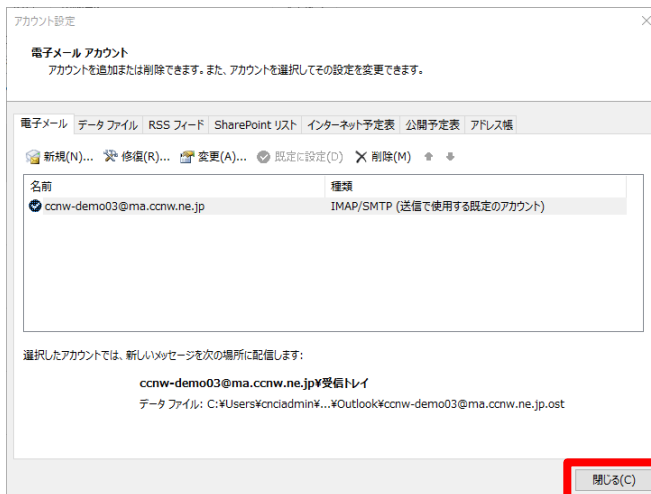 アカウント設定
電子メール アカウント
アカウントを追加または削除できます。また、アカウントを選択してその設定を変更できます。
電子メール データ ファイル RSS フィード SharePoint リスト インターネット予定表 公開予定表 アドレス帳
新規(N)... 修復(R)... 変更(A)... 既定に設定(D) 削除(M)
名前 種類
ccnw-demo03@ma.ccnw.ne.jp IMAP/SMTP (送信で使用する既定のアカウント)
選択したアカウントでは、新しいメッセージを次の場所に配信します:
ccnw-demo03@ma.ccnw.ne.jp¥受信トレイ
データ ファイル: C:¥Users¥cnciadmin¥...¥Outlook¥ccnw-demo03@ma.ccnw.ne.jp.ost
閉じる(C)